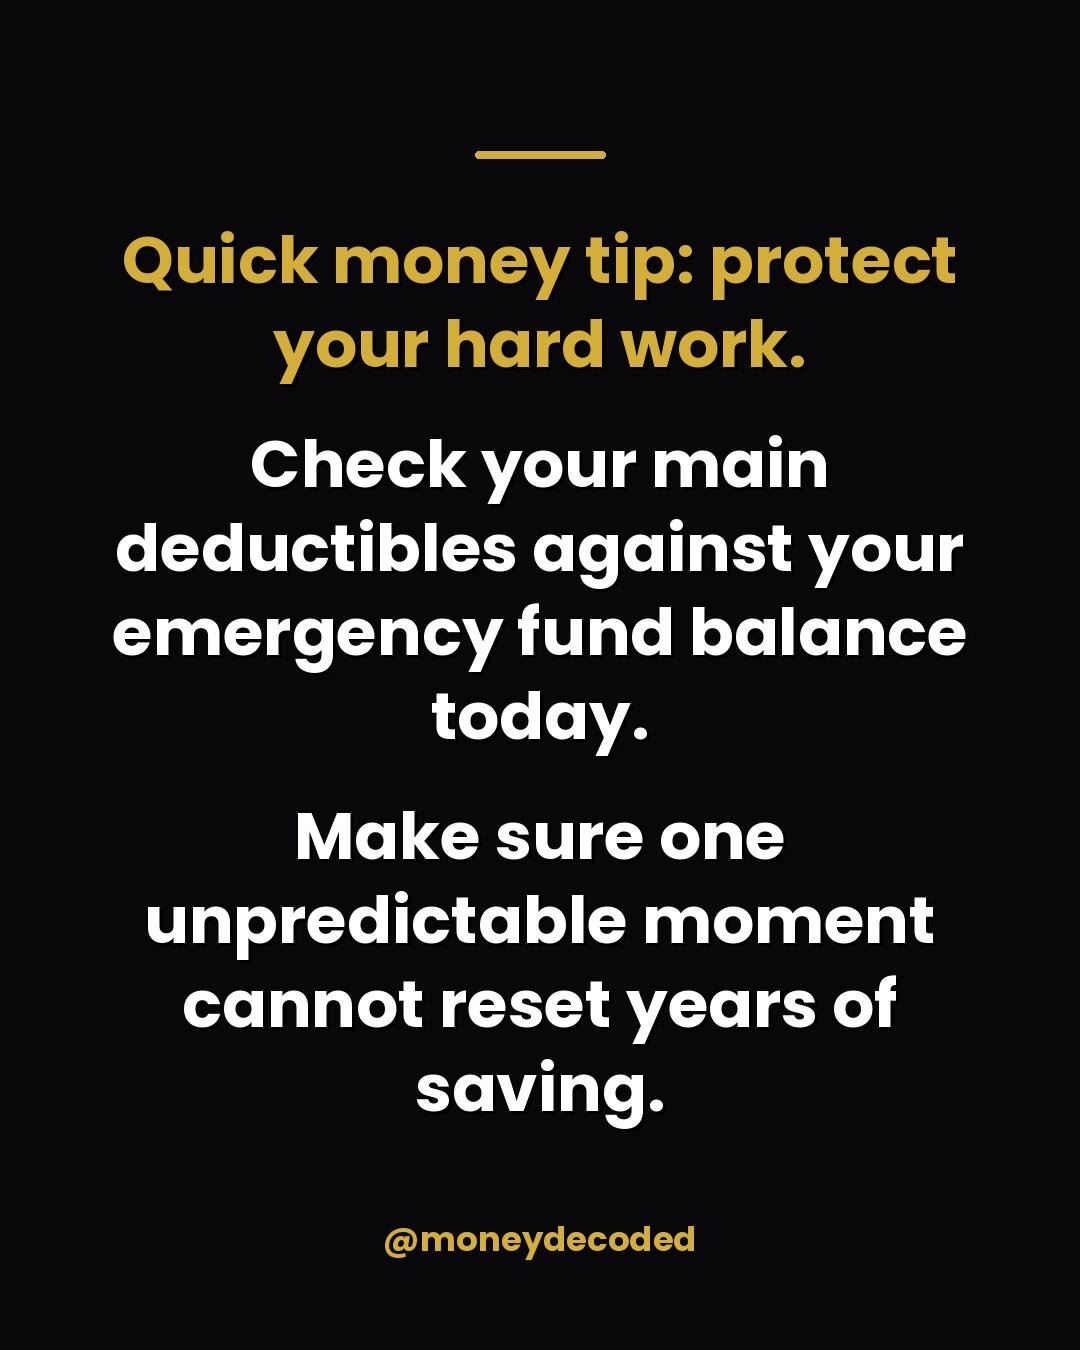 Quick money tip: protect
your hard work.
Check your main
deductibles against your
emergency fund balance
today.
Make sure one
unpredictable moment
cannot reset years of
saving.
@moneydecoded